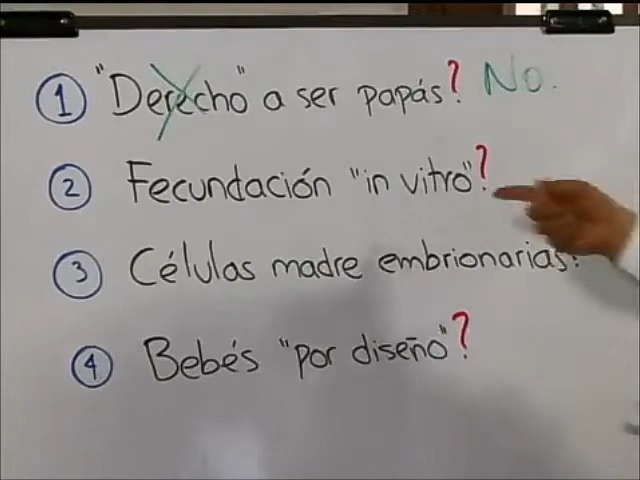 1 "Derecho" a ser papás? No.
2 Fecundación "in vitro"?
3 Células madre embrionarias?
4 Bebés "por diseño"?